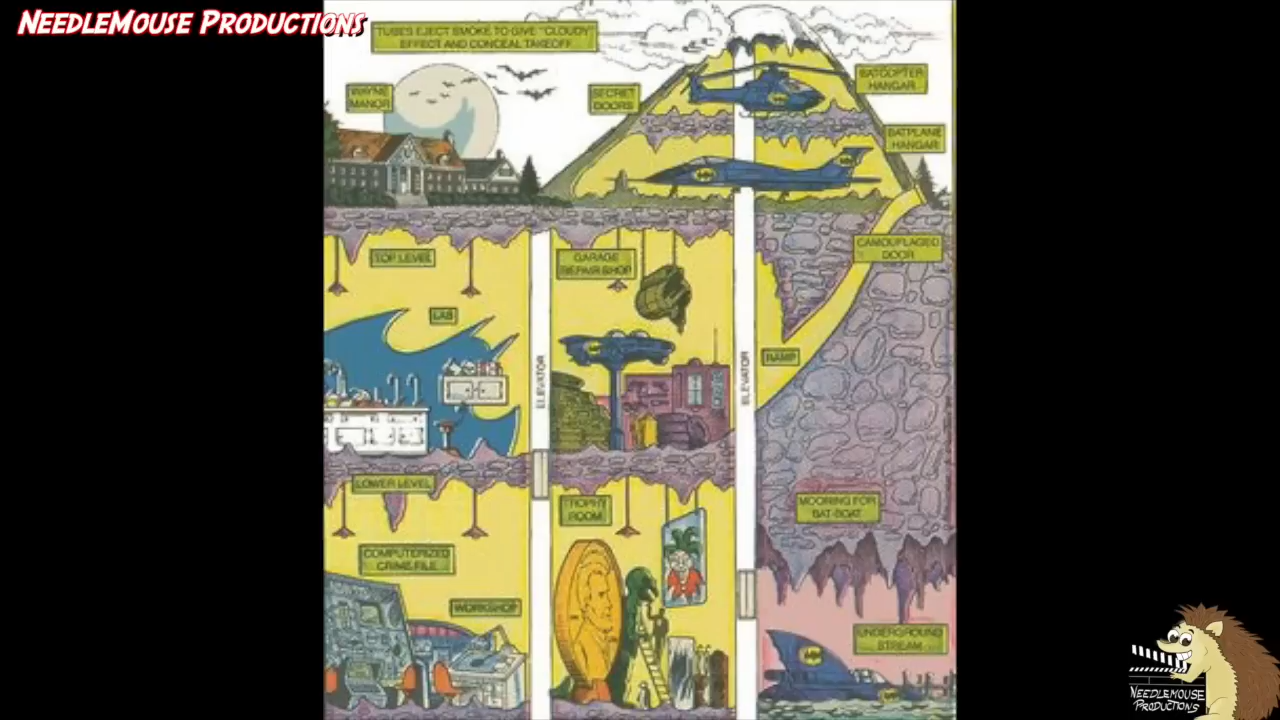 NEEDLEMOUSE PRODUCTIONS
TUBES EJECT SMOKE TO GIVE "CLOUDY"
EFFECT AND CONCEAL TAKEOFF
WAYNE
MANOR
SECRET
DOORS
BATCOPTER
HANGAR
BATPLANE
HANGAR
TOP LEVEL
GARAGE
REPAIR SHOP
CAMOUFLAGED
DOOR
LAB
ELEVATOR
ELEVATOR
RAMP
LOWER LEVEL
TROPHY
ROOM
MOORING FOR
BAT-BOAT
COMPUTERIZED
CRIME FILE
WORKSHOP
UNDERGROUND
STREAM
NEEDLEMOUSE
PRODUCTIONS